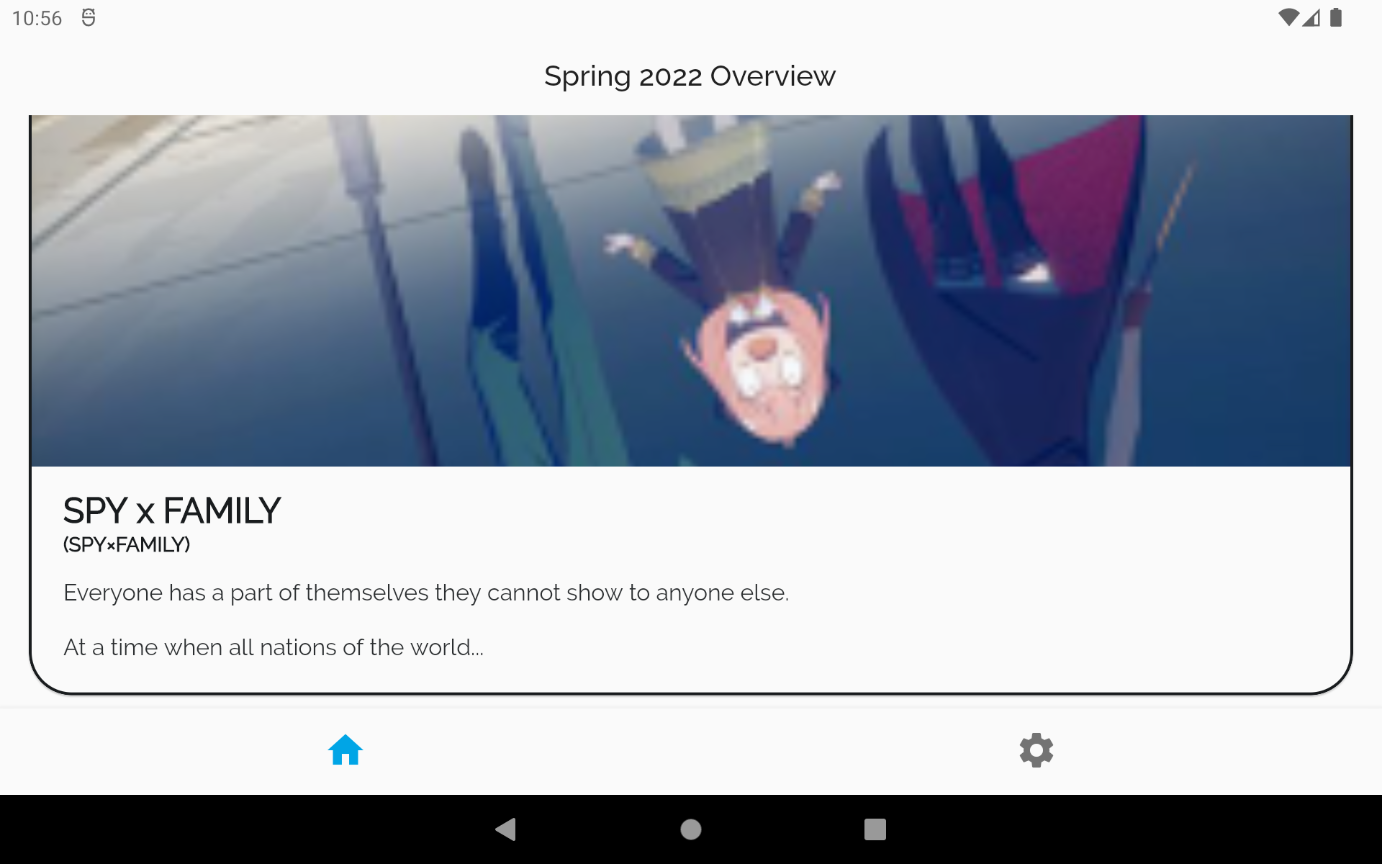 10:56
Spring 2022 Overview
SPY x FAMILY
(SPY×FAMILY)
Everyone has a part of themselves they cannot show to anyone else.
At a time when all nations of the world...